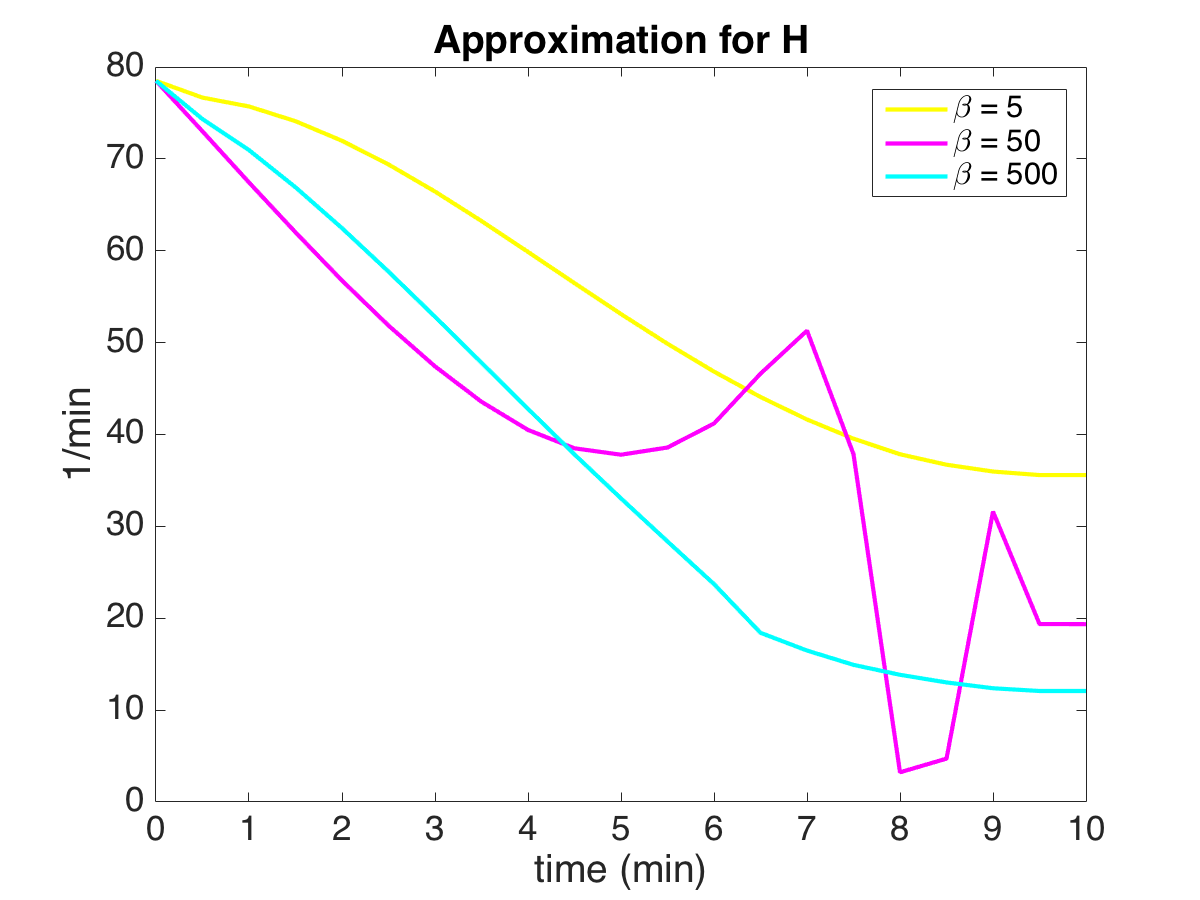 Approximation for H
80
70
60
50
40
30
20
10
0
1/min
β = 5
β = 50
β = 500
0 1 2 3 4 5 6 7 8 9 10
time (min)